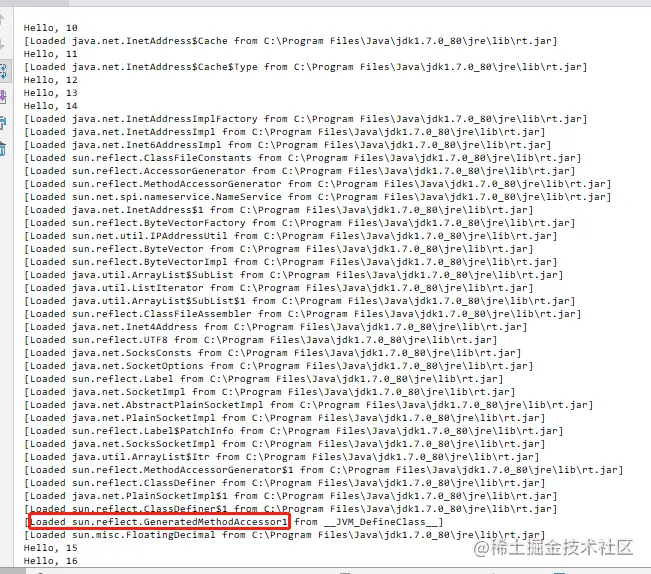 Hello, 10
[Loaded java.net.InetAddress$Cache from C:\Program Files\Java\jdk1.7.0_80\jre\lib\rt.jar]
Hello, 11
[Loaded java.net.InetAddress$Cache$Type from C:\Program Files\Java\jdk1.7.0_80\jre\lib\rt.jar]
Hello, 12
Hello, 13
Hello, 14
[Loaded java.net.InetAddressImplFactory from C:\Program Files\Java\jdk1.7.0_80\jre\lib\rt.jar]
[Loaded java.net.InetAddressImpl from C:\Program Files\Java\jdk1.7.0_80\jre\lib\rt.jar]
[Loaded java.net.Inet6AddressImpl from C:\Program Files\Java\jdk1.7.0_80\jre\lib\rt.jar]
[Loaded sun.reflect.ClassFileConstants from C:\Program Files\Java\jdk1.7.0_80\jre\lib\rt.jar]
[Loaded sun.reflect.AccessorGenerator from C:\Program Files\Java\jdk1.7.0_80\jre\lib\rt.jar]
[Loaded sun.reflect.MethodAccessorGenerator from C:\Program Files\Java\jdk1.7.0_80\jre\lib\rt.jar]
[Loaded sun.net.spi.nameservice.NameService from C:\Program Files\Java\jdk1.7.0_80\jre\lib\rt.jar]
[Loaded java.net.InetAddress$1 from C:\Program Files\Java\jdk1.7.0_80\jre\lib\rt.jar]
[Loaded sun.reflect.ByteVectorFactory from C:\Program Files\Java\jdk1.7.0_80\jre\lib\rt.jar]
[Loaded sun.net.util.IPAddressUtil from C:\Program Files\Java\jdk1.7.0_80\jre\lib\rt.jar]
[Loaded sun.reflect.ByteVector from C:\Program Files\Java\jdk1.7.0_80\jre\lib\rt.jar]
[Loaded sun.reflect.ByteVectorImpl from C:\Program Files\Java\jdk1.7.0_80\jre\lib\rt.jar]
[Loaded java.util.ArrayList$SubList from C:\Program Files\Java\jdk1.7.0_80\jre\lib\rt.jar]
[Loaded java.util.ListIterator from C:\Program Files\Java\jdk1.7.0_80\jre\lib\rt.jar]
[Loaded java.util.ArrayList$SubList$1 from C:\Program Files\Java\jdk1.7.0_80\jre\lib\rt.jar]
[Loaded sun.reflect.ClassFileAssembler from C:\Program Files\Java\jdk1.7.0_80\jre\lib\rt.jar]
[Loaded java.net.Inet4Address from C:\Program Files\Java\jdk1.7.0_80\jre\lib\rt.jar]
[Loaded sun.reflect.UTF8 from C:\Program Files\Java\jdk1.7.0_80\jre\lib\rt.jar]
[Loaded java.net.SocksConsts from C:\Program Files\Java\jdk1.7.0_80\jre\lib\rt.jar]
[Loaded java.net.SocketOptions from C:\Program Files\Java\jdk1.7.0_80\jre\lib\rt.jar]
[Loaded sun.reflect.Label from C:\Program Files\Java\jdk1.7.0_80\jre\lib\rt.jar]
[Loaded java.net.SocketImpl from C:\Program Files\Java\jdk1.7.0_80\jre\lib\rt.jar]
[Loaded java.net.AbstractPlainSocketImpl from C:\Program Files\Java\jdk1.7.0_80\jre\lib\rt.jar]
[Loaded java.net.PlainSocketImpl from C:\Program Files\Java\jdk1.7.0_80\jre\lib\rt.jar]
[Loaded sun.reflect.Label$PatchInfo from C:\Program Files\Java\jdk1.7.0_80\jre\lib\rt.jar]
[Loaded java.net.SocksSocketImpl from C:\Program Files\Java\jdk1.7.0_80\jre\lib\rt.jar]
[Loaded java.util.ArrayList$Itr from C:\Program Files\Java\jdk1.7.0_80\jre\lib\rt.jar]
[Loaded sun.reflect.MethodAccessorGenerator$1 from C:\Program Files\Java\jdk1.7.0_80\jre\lib\rt.jar]
[Loaded sun.reflect.ClassDefiner from C:\Program Files\Java\jdk1.7.0_80\jre\lib\rt.jar]
[Loaded java.net.PlainSocketImpl$1 from C:\Program Files\Java\jdk1.7.0_80\jre\lib\rt.jar]
[Loaded sun.reflect.ClassDefiner$1 from C:\Program Files\Java\jdk1.7.0_80\jre\lib\rt.jar]
[Loaded sun.reflect.GeneratedMethodAccessor1 from __JVM_DefineClass__]
[Loaded sun.misc.FloatingDecimal from C:\Program Files\Java\jdk1.7.0_80\jre\lib\rt.jar]
Hello, 15
Hello, 16
@稀土掘金技术社区